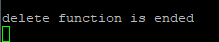 delete function is ended